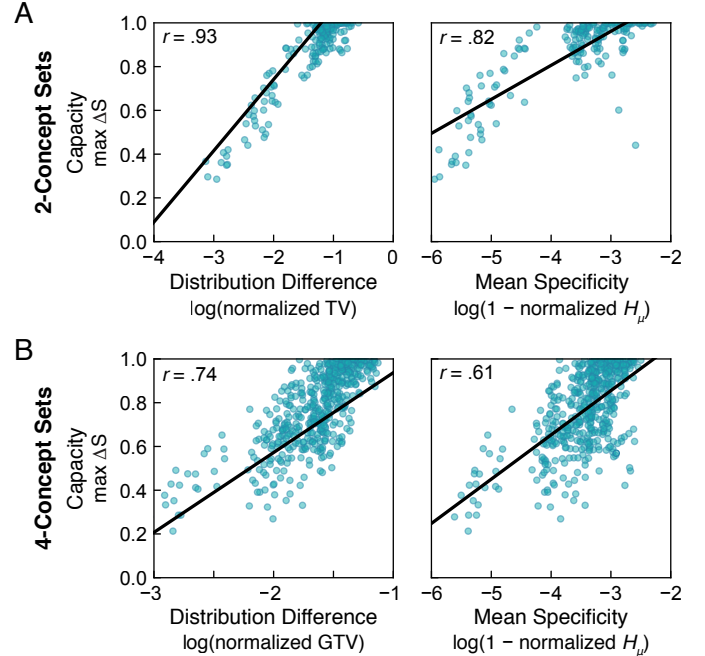 A
2-Concept Sets
Capacity
max ΔS
1.0
0.8
0.6
0.4
0.2
0.0
r = .93
−4 −3 −2 −1 0
Distribution Difference
log(normalized TV)
r = .82
−6 −5 −4 −3 −2
Mean Specificity
log(1 − normalized Hμ)
B
4-Concept Sets
Capacity
max ΔS
1.0
0.8
0.6
0.4
0.2
0.0
r = .74
−3 −2 −1
Distribution Difference
log(normalized GTV)
r = .61
−6 −5 −4 −3 −2
Mean Specificity
log(1 − normalized Hμ)